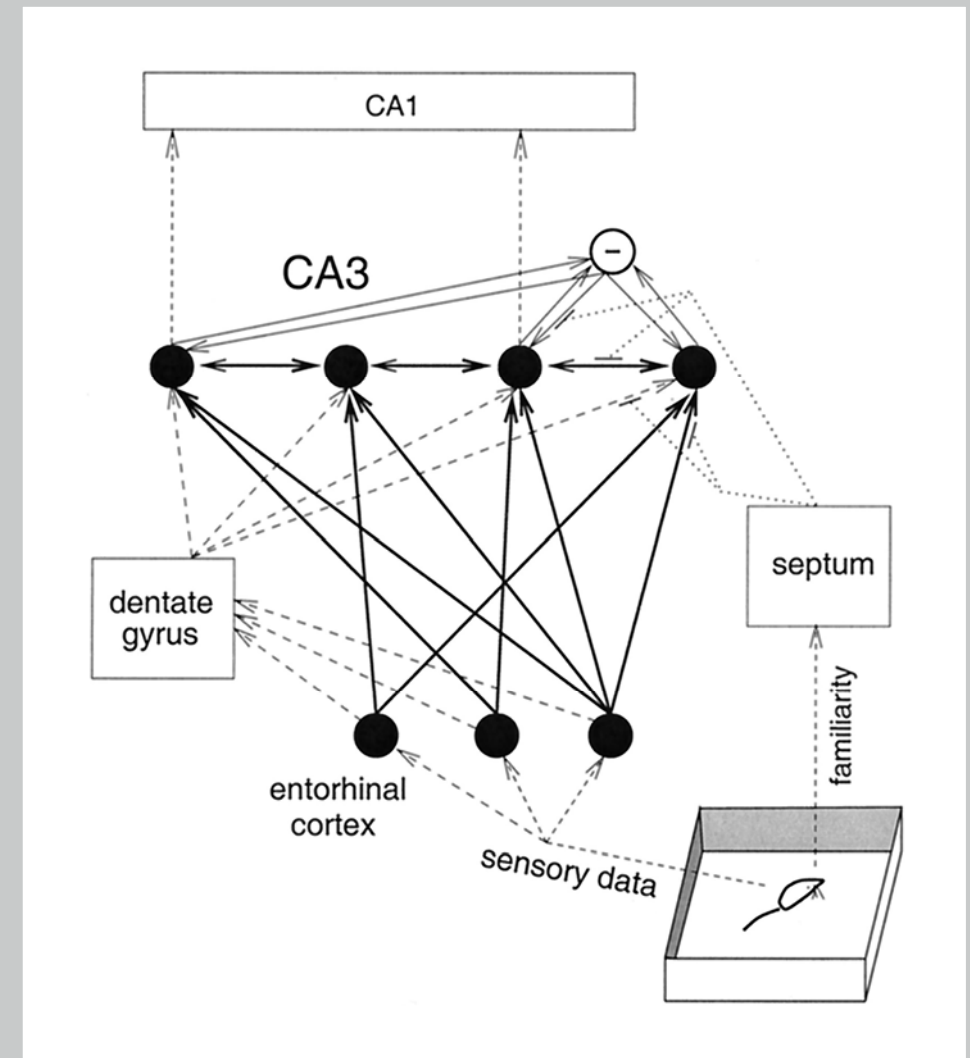 CA1
CA3
−
septum
dentate
gyrus
familiarity
entorhinal
cortex
sensory data